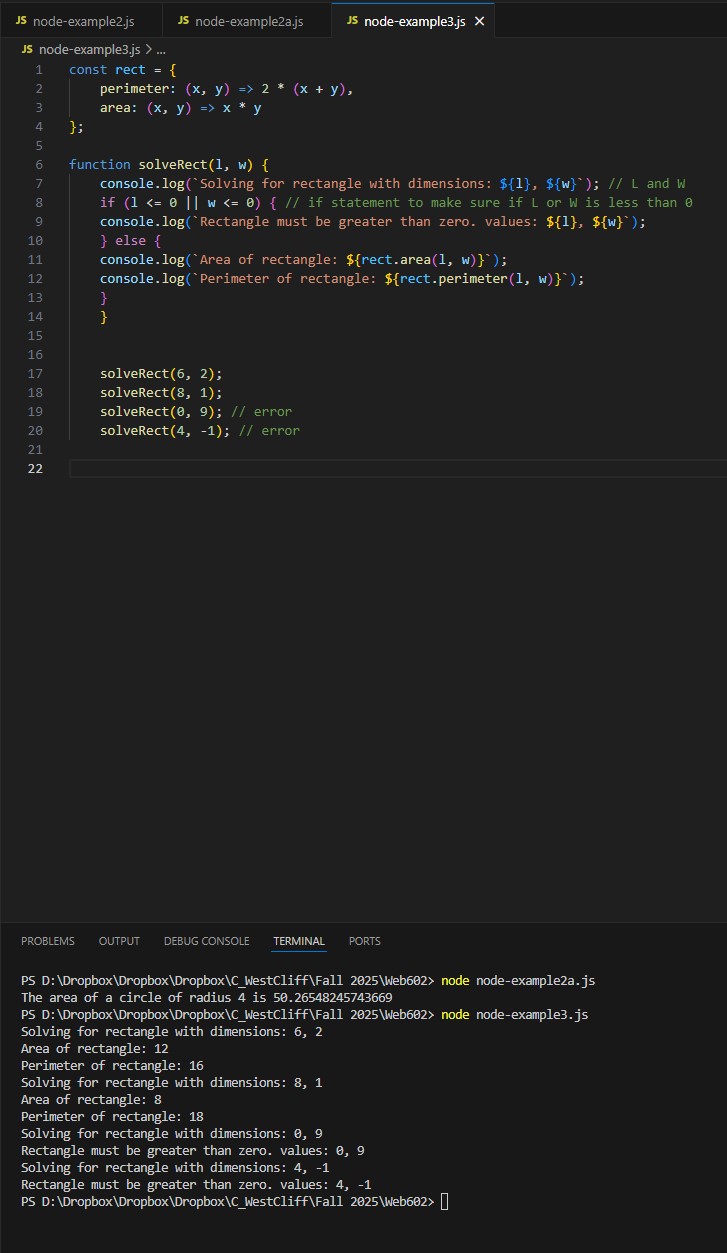 JS node-example2.js JS node-example2a.js JS node-example3.js ×
JS node-example3.js > ...
1 const rect = {
2     perimeter: (x, y) => 2 * (x + y),
3     area: (x, y) => x * y
4 };
5
6 function solveRect(l, w) {
7     console.log(`Solving for rectangle with dimensions: ${l}, ${w}`); // L and W
8     if (l <= 0 || w <= 0) { // if statement to make sure if L or W is less than 0
9     console.log(`Rectangle must be greater than zero. values: ${l}, ${w}`);
10     } else {
11     console.log(`Area of rectangle: ${rect.area(l, w)}`);
12     console.log(`Perimeter of rectangle: ${rect.perimeter(l, w)}`);
13     }
14     }
15
16
17     solveRect(6, 2);
18     solveRect(8, 1);
19     solveRect(0, 9); // error
20     solveRect(4, -1); // error
21
22
PROBLEMS OUTPUT DEBUG CONSOLE TERMINAL PORTS
PS D:\Dropbox\Dropbox\Dropbox\C_WestCliff\Fall 2025\Web602> node node-example2a.js
The area of a circle of radius 4 is 50.26548245743669
PS D:\Dropbox\Dropbox\Dropbox\C_WestCliff\Fall 2025\Web602> node node-example3.js
Solving for rectangle with dimensions: 6, 2
Area of rectangle: 12
Perimeter of rectangle: 16
Solving for rectangle with dimensions: 8, 1
Area of rectangle: 8
Perimeter of rectangle: 18
Solving for rectangle with dimensions: 0, 9
Rectangle must be greater than zero. values: 0, 9
Solving for rectangle with dimensions: 4, -1
Rectangle must be greater than zero. values: 4, -1
PS D:\Dropbox\Dropbox\Dropbox\C_WestCliff\Fall 2025\Web602>